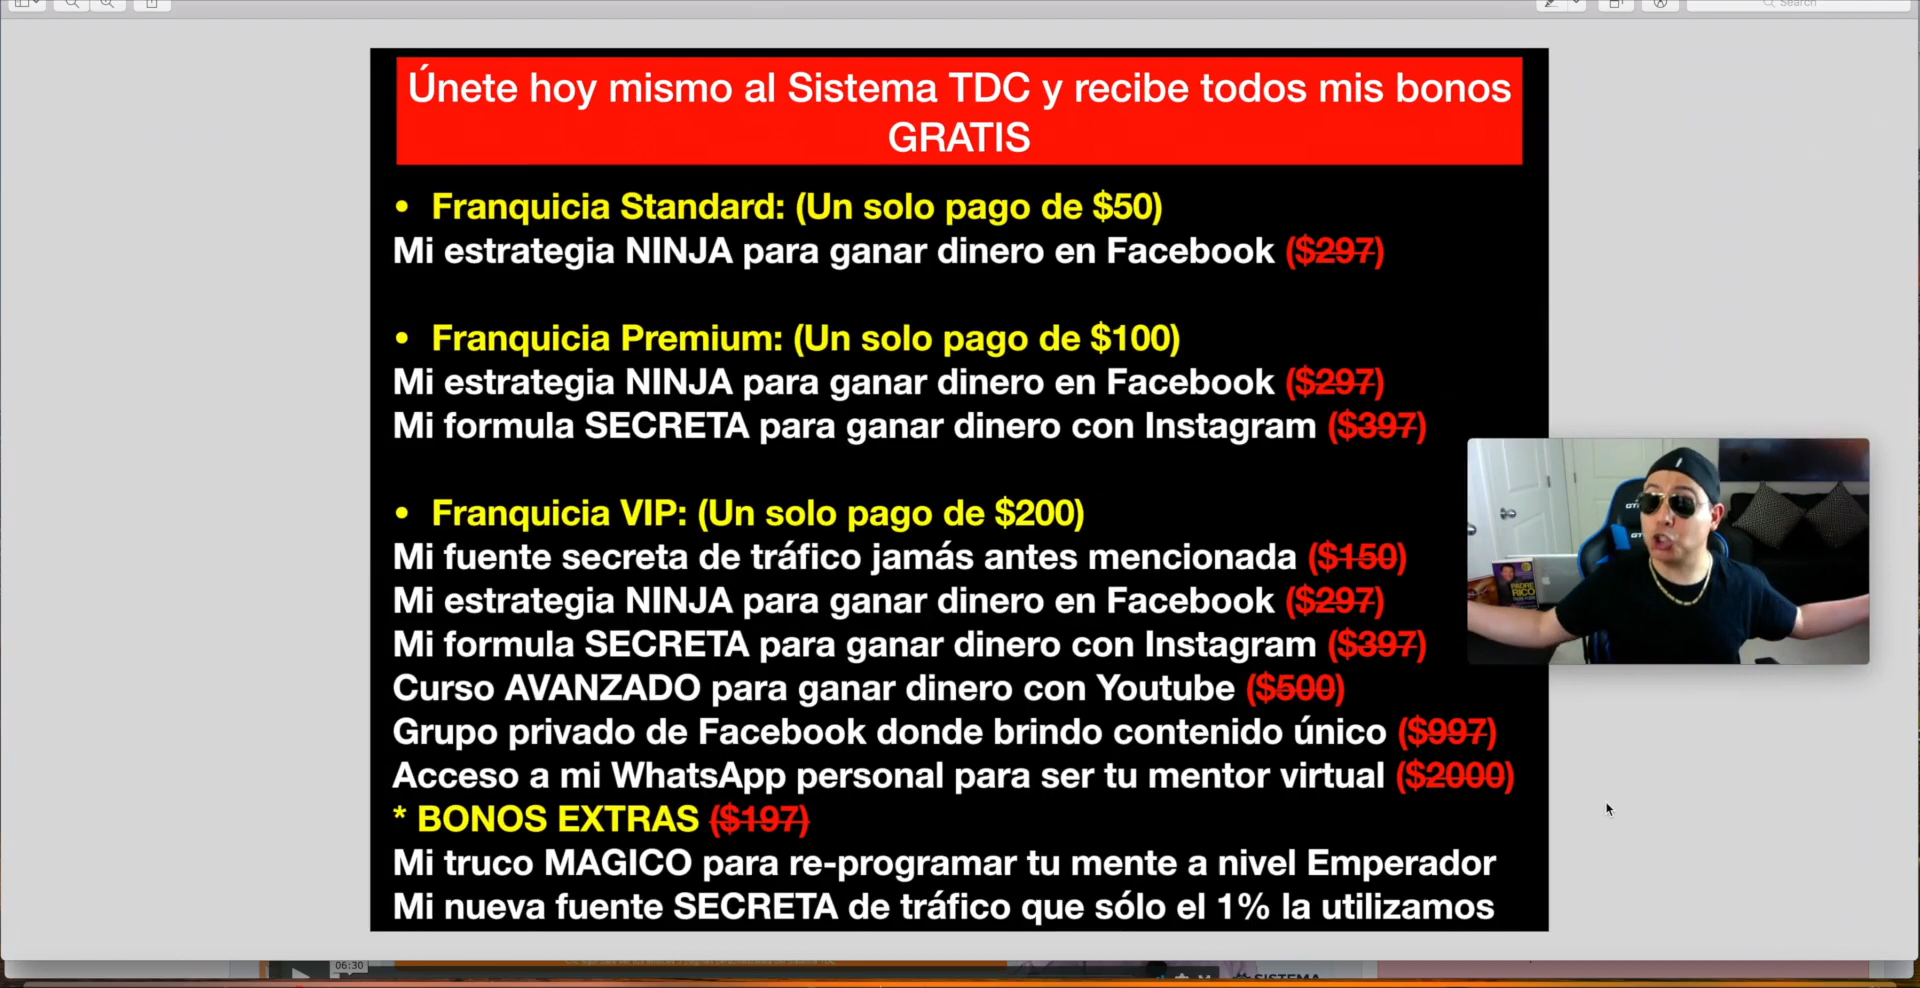 Search
Únete hoy mismo al Sistema TDC y recibe todos mis bonos
GRATIS
• Franquicia Standard: (Un solo pago de $50)
Mi estrategia NINJA para ganar dinero en Facebook ($297)
• Franquicia Premium: (Un solo pago de $100)
Mi estrategia NINJA para ganar dinero en Facebook ($297)
Mi formula SECRETA para ganar dinero con Instagram ($397)
• Franquicia VIP: (Un solo pago de $200)
Mi fuente secreta de tráfico jamás antes mencionada ($150)
Mi estrategia NINJA para ganar dinero en Facebook ($297)
Mi formula SECRETA para ganar dinero con Instagram ($397)
Curso AVANZADO para ganar dinero con Youtube ($500)
Grupo privado de Facebook donde brindo contenido único ($997)
Acceso a mi WhatsApp personal para ser tu mentor virtual ($2000)
* BONOS EXTRAS ($197)
Mi truco MAGICO para re-programar tu mente a nivel Emperador
Mi nueva fuente SECRETA de tráfico que sólo el 1% la utilizamos
PADRE
RICO
06:30
SISTEMA